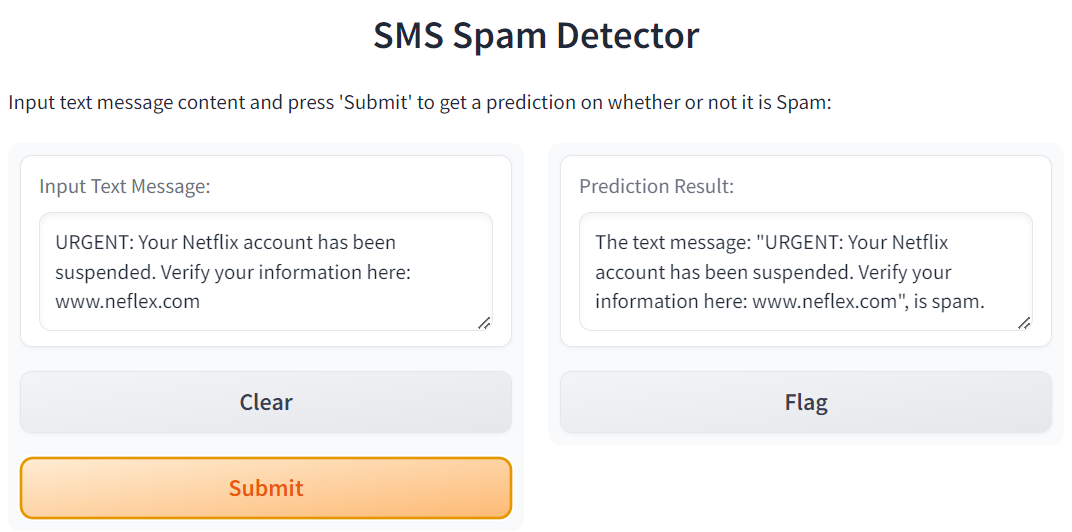 SMS Spam Detector
Input text message content and press 'Submit' to get a prediction on whether or not it is Spam:
Input Text Message:
URGENT: Your Netflix account has been
suspended. Verify your information here:
www.neflex.com
Clear
Submit
Prediction Result:
The text message: "URGENT: Your Netflix
account has been suspended. Verify your
information here: www.neflex.com", is spam.
Flag